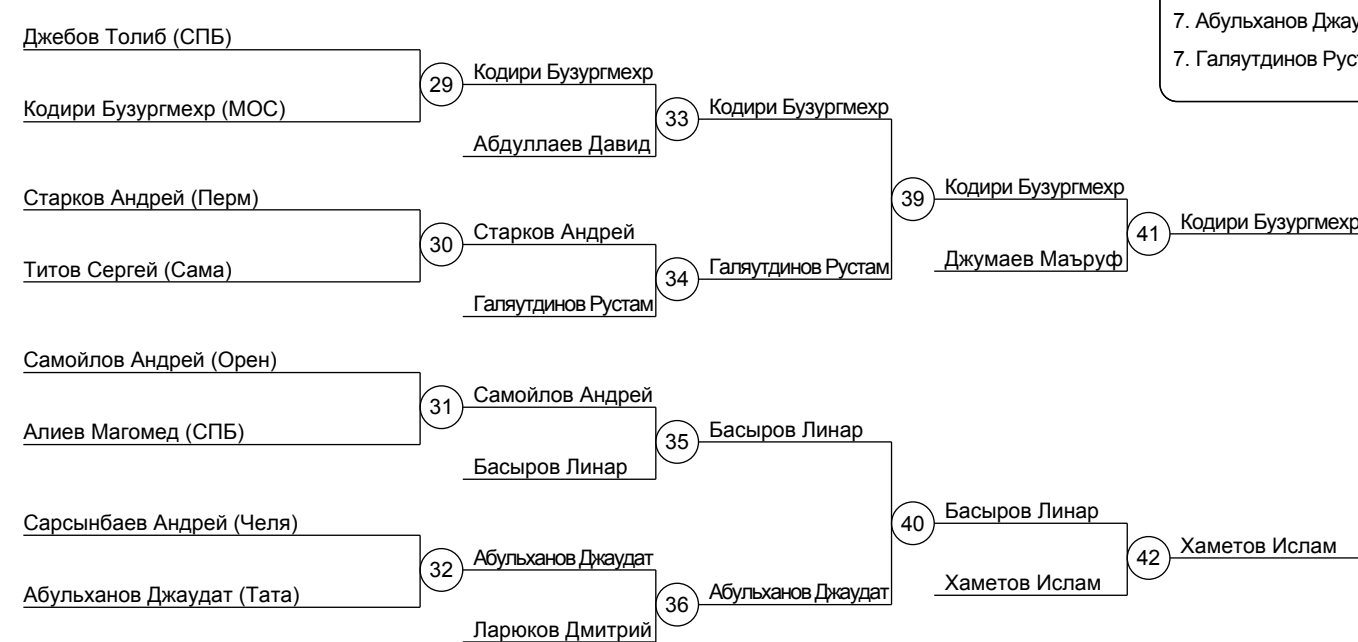 7. Абульханов Джау
7. Галяутдинов Рус
Джебов Толиб (СПБ)
29
Кодири Бузургмехр
Кодири Бузургмехр (МОС)
33
Кодири Бузургмехр
Абдуллаев Давид
Старков Андрей (Перм)
39
Кодири Бузургмехр
30
Старков Андрей
41
Кодири Бузургмехр
Титов Сергей (Сама)
34
Галяутдинов Рустам
Джумаев Маъруф
Галяутдинов Рустам
Самойлов Андрей (Орен)
31
Самойлов Андрей
Алиев Магомед (СПБ)
35
Басыров Линар
Басыров Линар
Сарсынбаев Андрей (Челя)
40
Басыров Линар
32
Абульханов Джаудат
42
Хаметов Ислам
Абульханов Джаудат (Тата)
36
Абульханов Джаудат
Хаметов Ислам
Ларюков Дмитрий